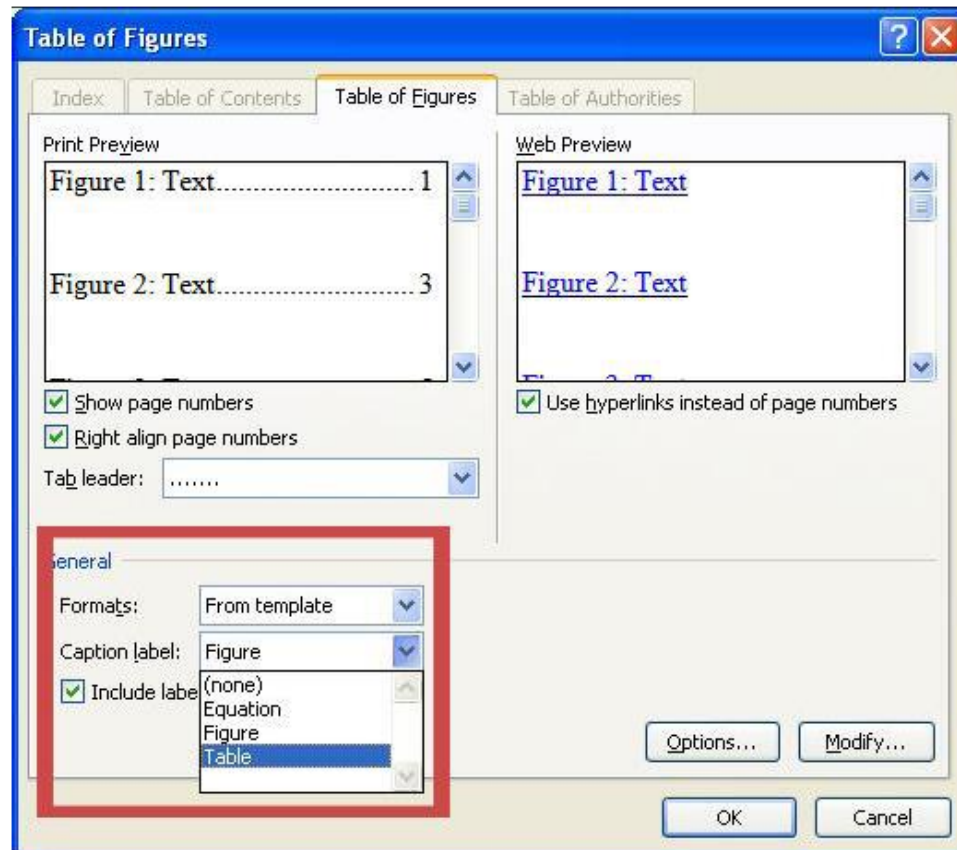 Table of Figures
Index Table of Contents Table of Figures Table of Authorities
Print Preview
Figure 1: Text............................1
Figure 2: Text............................3
Show page numbers
Right align page numbers
Tab leader: .......
Web Preview
Figure 1: Text
Figure 2: Text
Figure 3: Text
Use hyperlinks instead of page numbers
General
Formats: From template
Caption label: Figure
Include labe
(none)
Equation
Figure
Table
Options... Modify...
OK Cancel